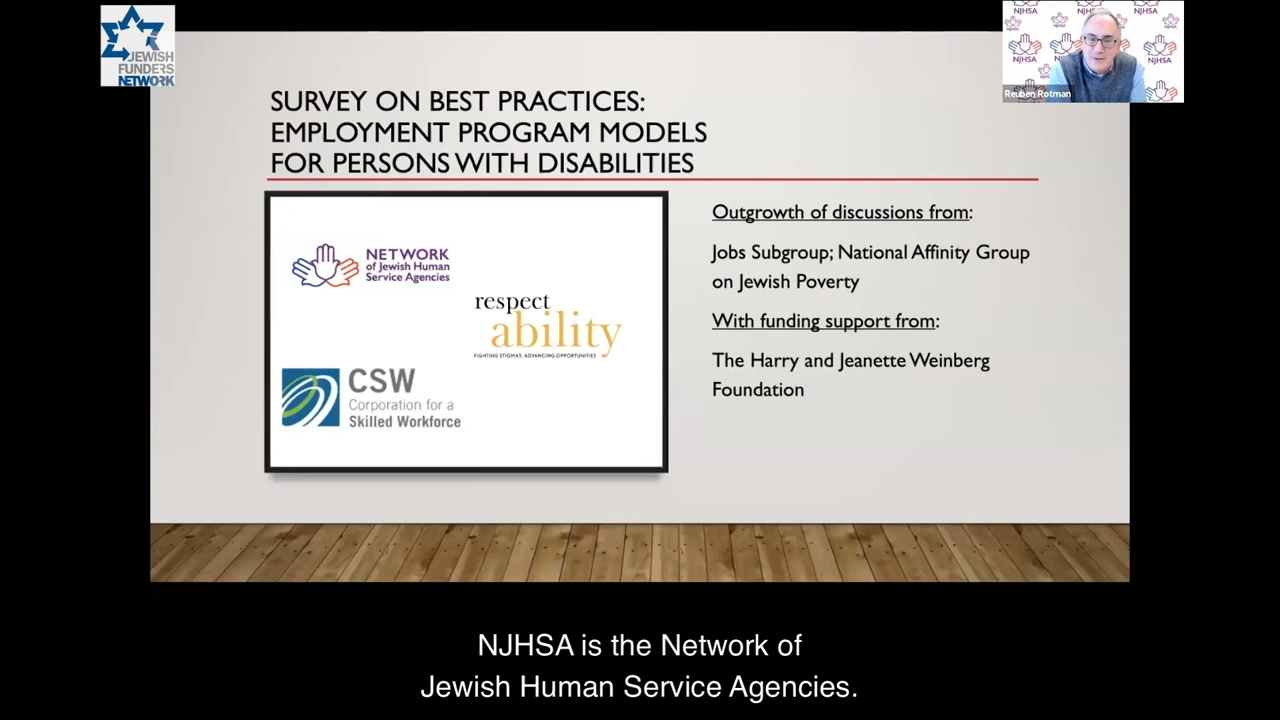 JEWISH
FUNDERS
NETWORK
NJHSA
NJHSA
NJHSA
Reuben Rotman
SURVEY ON BEST PRACTICES:
EMPLOYMENT PROGRAM MODELS
FOR PERSONS WITH DISABILITIES
NETWORK
of Jewish Human
Service Agencies
respect
ability
FIGHTING STIGMAS. ADVANCING OPPORTUNITIES.
CSW
Corporation for a
Skilled Workforce
Outgrowth of discussions from:
Jobs Subgroup; National Affinity Group
on Jewish Poverty
With funding support from:
The Harry and Jeanette Weinberg
Foundation
NJHSA is the Network of
Jewish Human Service Agencies.